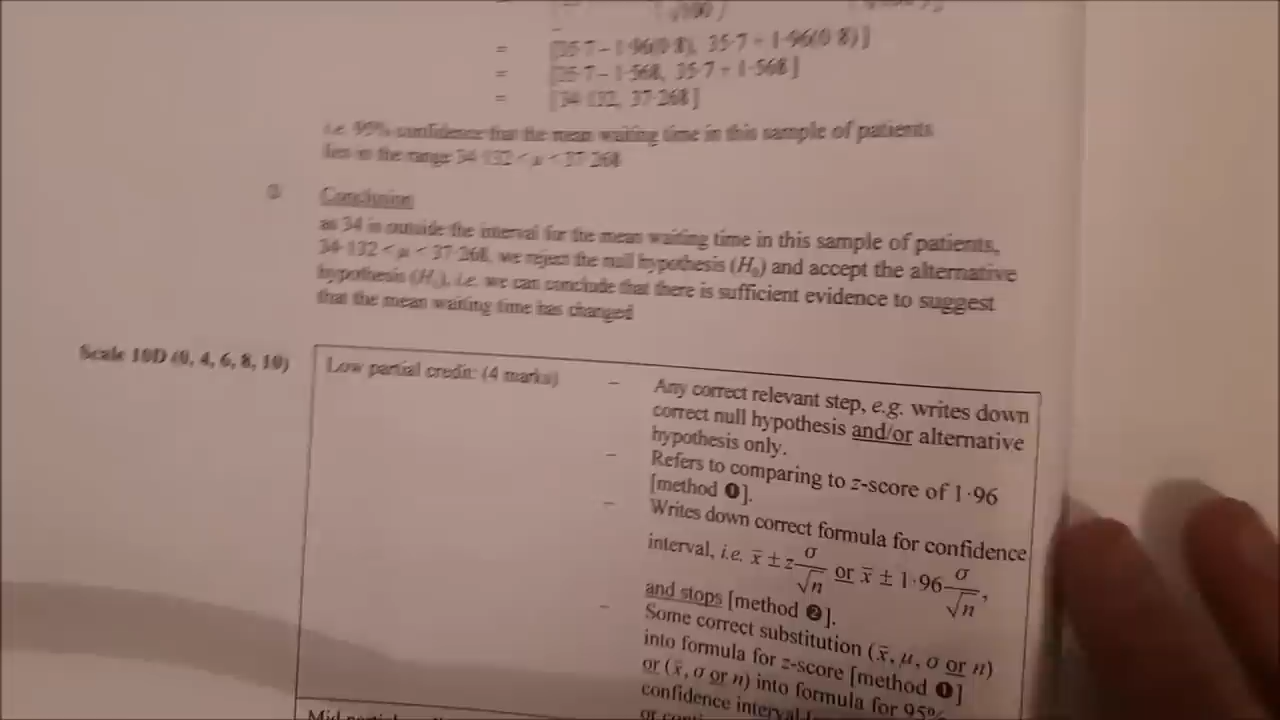 = [35·7 – 1·96(0·8), 35·7 + 1·96(0·8)]
= [35·7 – 1·568, 35·7 + 1·568]
= [34·132, 37·268]
i.e. 95% confidence that the mean waiting time in this sample of patients
lies in the range 34·132 < μ < 37·268
Conclusion
as 34 is outside the interval for the mean waiting time in this sample of patients,
34·132 < μ < 37·268, we reject the null hypothesis (H₀) and accept the alternative
hypothesis (H₁), i.e. we can conclude that there is sufficient evidence to suggest
that the mean waiting time has changed
Scale 10D (0, 4, 6, 8, 10)
Low partial credit: (4 marks)
– Any correct relevant step, e.g. writes down
correct null hypothesis and/or alternative
hypothesis only.
– Refers to comparing to z-score of 1·96
[method ❶].
– Writes down correct formula for confidence
interval, i.e. x̄ ± z σ/√n or x̄ ± 1·96 σ/√n,
and stops [method ❷].
– Some correct substitution (x̄, μ, σ or n)
into formula for z-score [method ❶]
or (x̄, σ or n) into formula for 95%
confidence interval